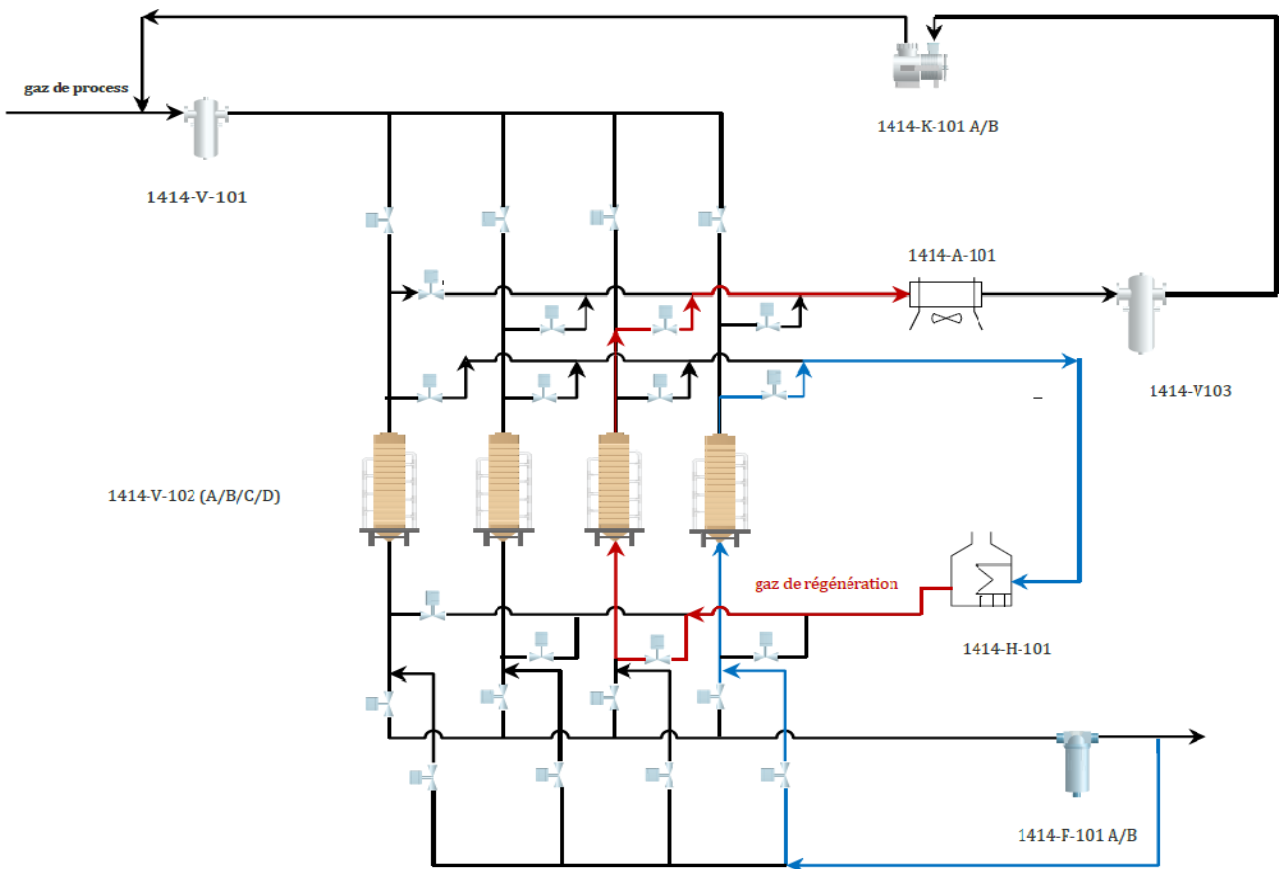 gaz de process
1414-K-101 A/B
1414-V-101
1414-A-101
1414-V103
1414-V-102 (A/B/C/D)
gaz de régénération
1414-H-101
1414-F-101 A/B